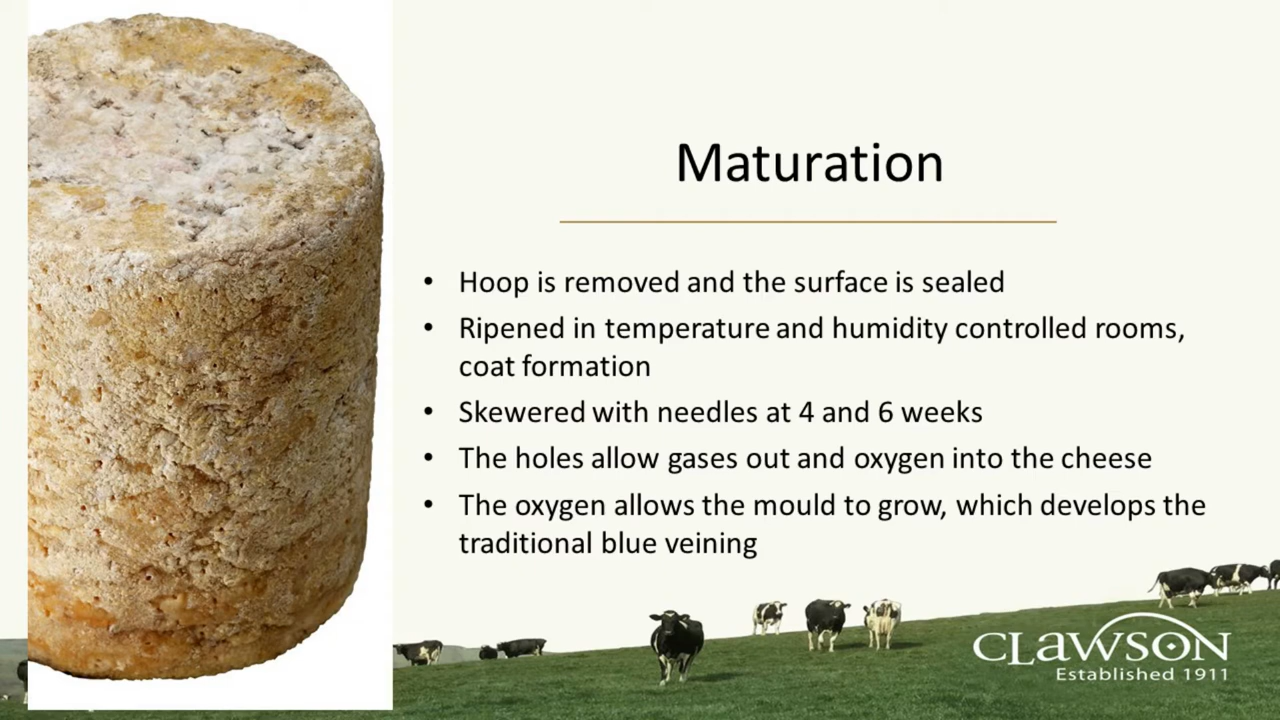 Maturation
• Hoop is removed and the surface is sealed
• Ripened in temperature and humidity controlled rooms,
coat formation
• Skewered with needles at 4 and 6 weeks
• The holes allow gases out and oxygen into the cheese
• The oxygen allows the mould to grow, which develops the
traditional blue veining
CLAWSON
Established 1911